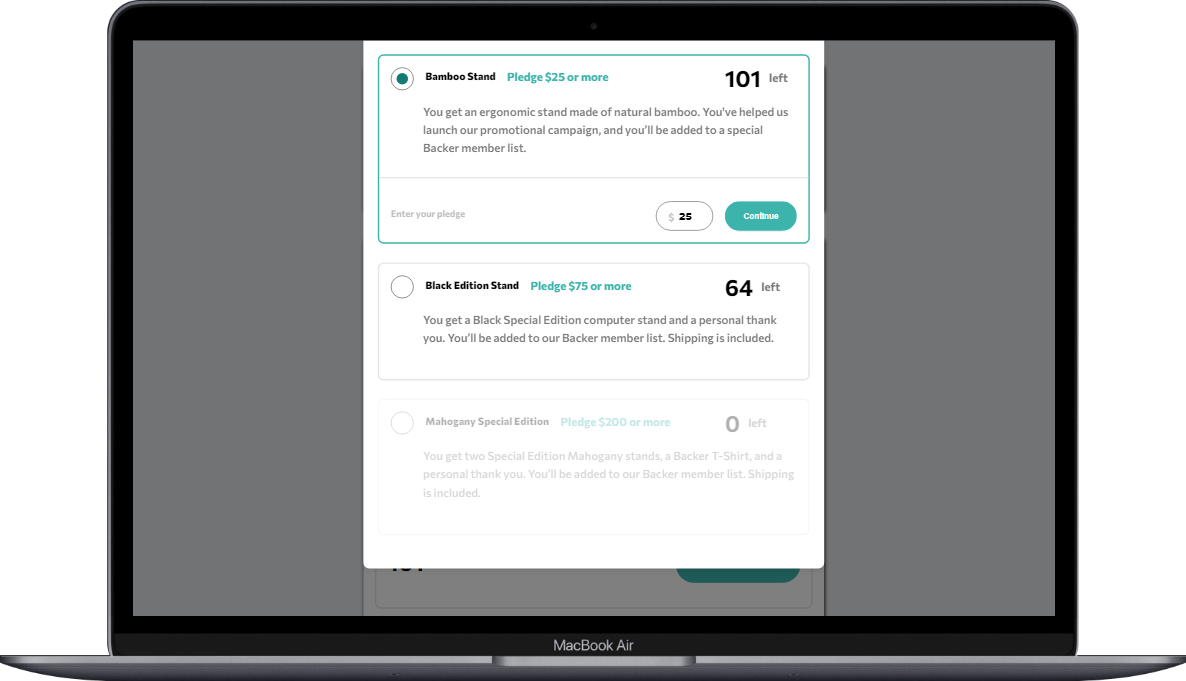 Bamboo Stand Pledge $25 or more 101 left
You get an ergonomic stand made of natural bamboo. You've helped us
launch our promotional campaign, and you'll be added to a special
Backer member list.
Enter your pledge $ 25 Continue
Black Edition Stand Pledge $75 or more 64 left
You get a Black Special Edition computer stand and a personal thank
you. You'll be added to our Backer member list. Shipping is included.
Mahogany Special Edition Pledge $200 or more 0 left
You get two Special Edition Mahogany stands, a Backer T-Shirt, and a
personal thank you. You'll be added to our Backer member list. Shipping
is included.
MacBook Air